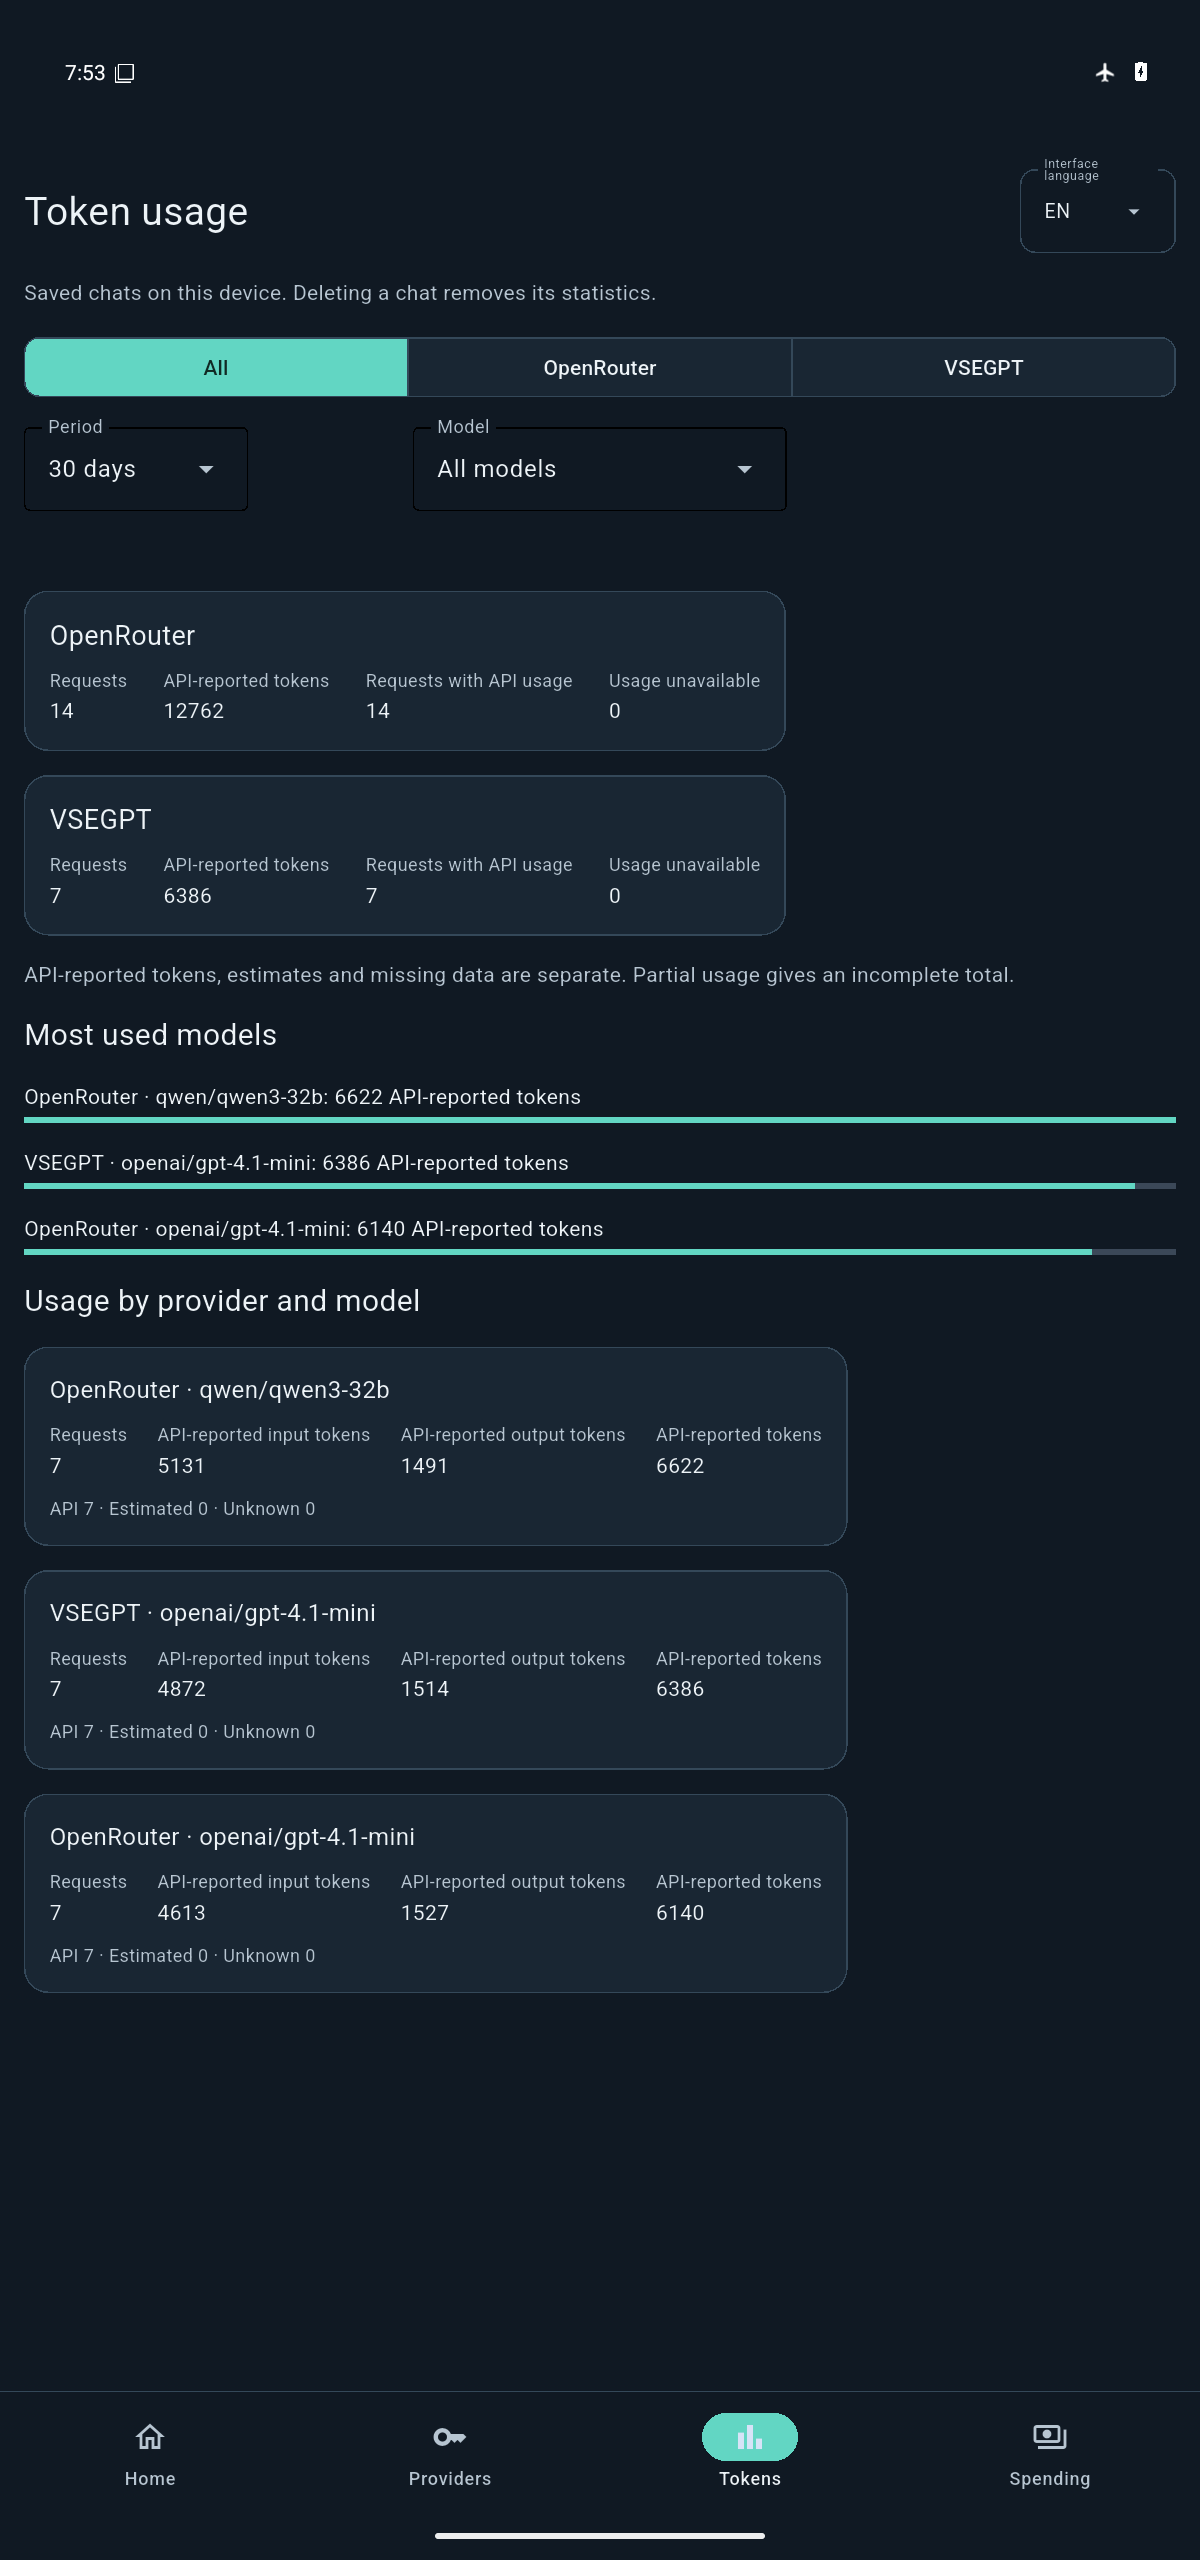 7:53
Interface language
Token usage
EN
Saved chats on this device. Deleting a chat removes its statistics.
All OpenRouter VSEGPT
Period Model
30 days All models
OpenRouter
Requests API-reported tokens Requests with API usage Usage unavailable
14 12762 14 0
VSEGPT
Requests API-reported tokens Requests with API usage Usage unavailable
7 6386 7 0
API-reported tokens, estimates and missing data are separate. Partial usage gives an incomplete total.
Most used models
OpenRouter · qwen/qwen3-32b: 6622 API-reported tokens
VSEGPT · openai/gpt-4.1-mini: 6386 API-reported tokens
OpenRouter · openai/gpt-4.1-mini: 6140 API-reported tokens
Usage by provider and model
OpenRouter · qwen/qwen3-32b
Requests API-reported input tokens API-reported output tokens API-reported tokens
7 5131 1491 6622
API 7 · Estimated 0 · Unknown 0
VSEGPT · openai/gpt-4.1-mini
Requests API-reported input tokens API-reported output tokens API-reported tokens
7 4872 1514 6386
API 7 · Estimated 0 · Unknown 0
OpenRouter · openai/gpt-4.1-mini
Requests API-reported input tokens API-reported output tokens API-reported tokens
7 4613 1527 6140
API 7 · Estimated 0 · Unknown 0
Home Providers Tokens Spending